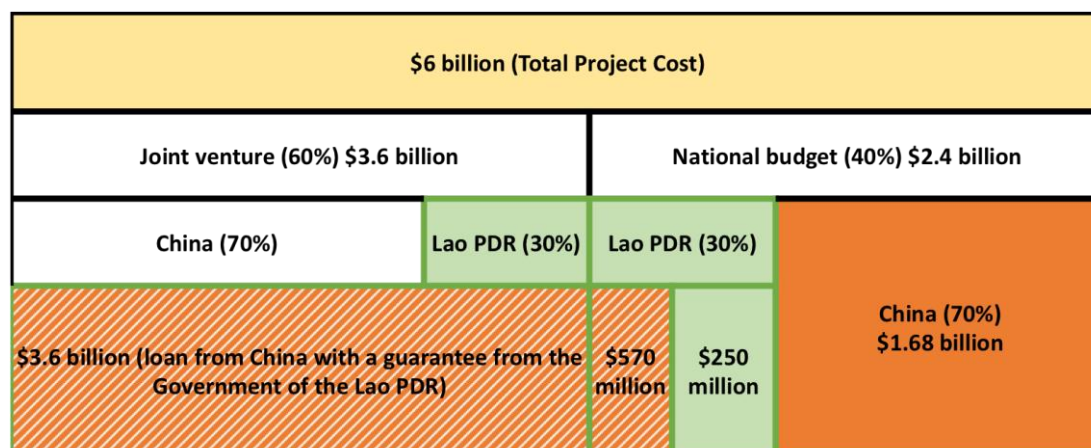 $6 billion (Total Project Cost)
Joint venture (60%) $3.6 billion
National budget (40%) $2.4 billion
China (70%)
Lao PDR (30%)
Lao PDR (30%)
China (70%)
$1.68 billion
$3.6 billion (loan from China with a guarantee from the
Government of the Lao PDR)
$570
million
$250
million